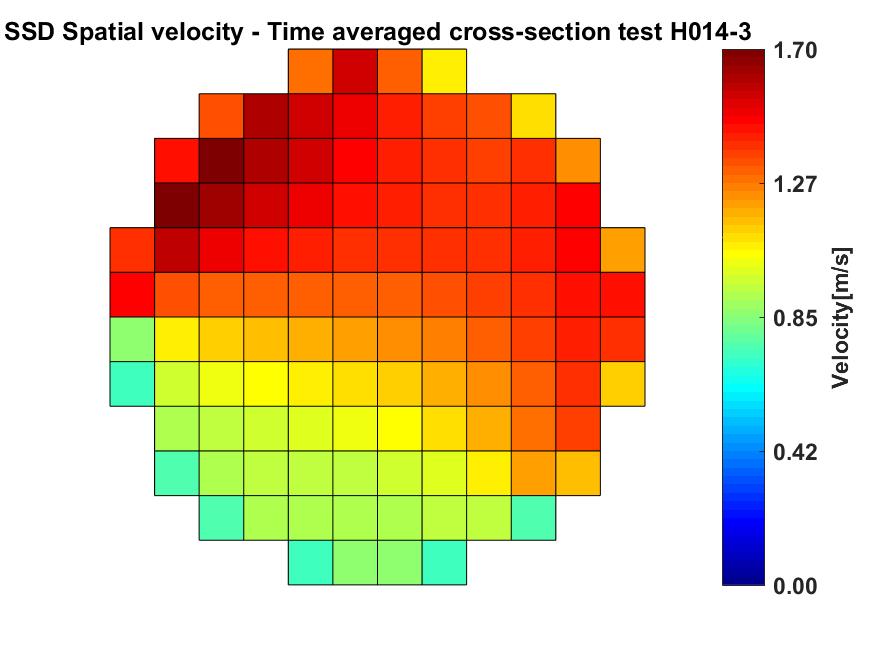 SSD Spatial velocity - Time averaged cross-section test H014-3
1.70
1.27
0.85
0.42
0.00
Velocity[m/s]